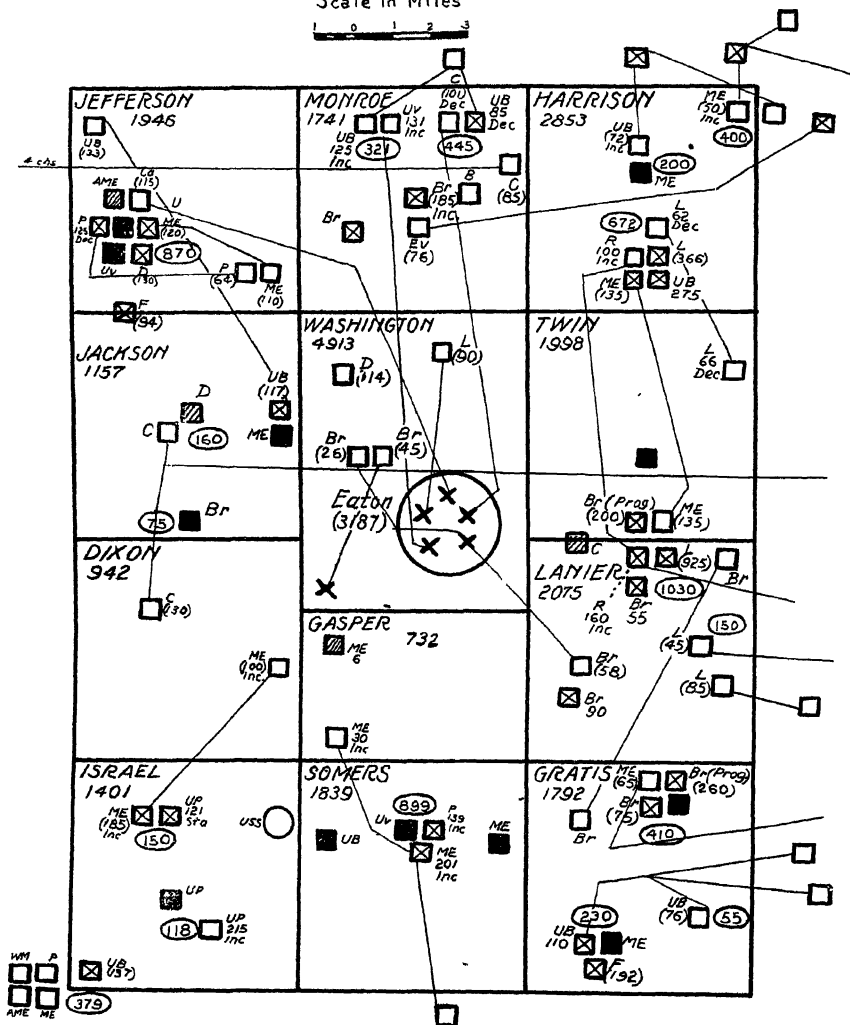 Scale in Miles
1 0 1 2 3
JEFFERSON
1946
UB
(133)
4 chs
Ca
(115)
AME
U
P
125
Dec
ME
(120)
870
UV
D
(130)
P
(64)
ME
(110)
F
(94)
MONROE
1741
UB
125
Inc
UV
131
Inc
321
C
(101)
Dec
UB
85
Dec
445
C
(85)
B
Br
(185)
Inc
Br
EV
(76)
HARRISON
2853
ME
(50)
Inc
400
UB
(72)
Inc
200
ME
672
L
62
Dec
R
100
Inc
L
(366)
ME
(135)
UB
275
JACKSON
1157
D
UB
(117)
C
160
ME
75
Br
WASHINGTON
4913
L
(90)
D
(114)
Br
(26)
Br
(45)
Eaton
(3187)
TWIN
1998
L
66
Dec
Br (Prog)
(200)
ME
(135)
DIXON
942
C
(130)
ME
(100)
Inc
GASPER 732
ME
6
ME
30
Inc
LANIER
2075
C
L
(925)
Br
R
160
Inc
Br
55
1030
150
L
(45)
Br
(58)
L
(85)
Br
90
ISRAEL
1401
ME
(185)
Inc
UP
121
Sta
150
USS
UP
118
UP
215
Inc
UB
(137)
WM P
AME ME
379
SOMERS
1839
899
UV
P
139
Inc
UB
ME
201
Inc
ME
GRATIS
1792
ME
(65)
Br (Prog)
(260)
Br
(75)
Br
410
230
UB
(76)
55
UB
110
ME
F
(192)